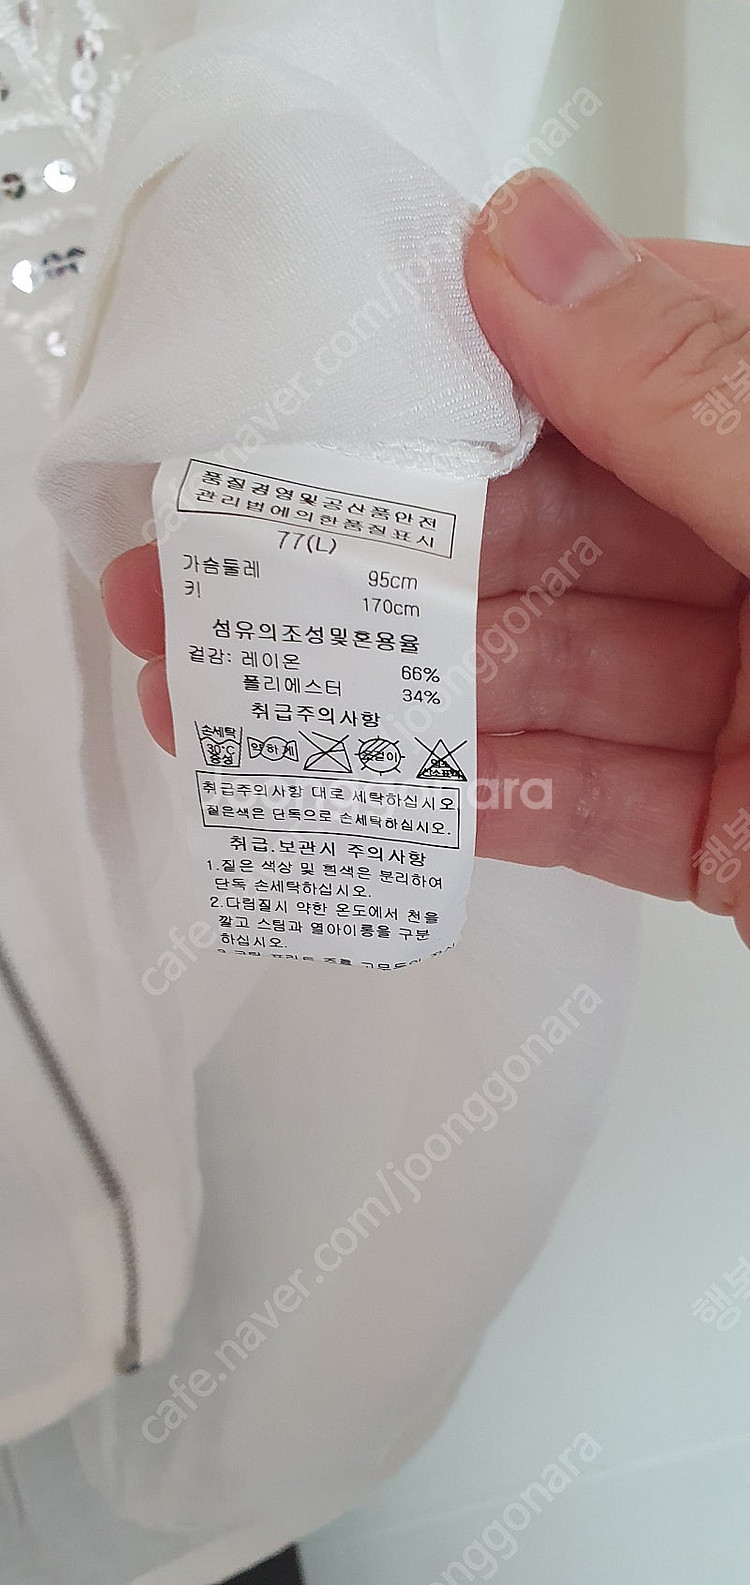 품질경영및공산품안전
관리법에의한품질표시
77(L)
가슴둘레 95cm
키 170cm
섬유의조성및혼용율
겉감: 레이온 66%
폴리에스터 34%
취급주의사항
손세탁
30°C
중성
약하게
취급주의사항 대로 세탁하십시오.
짙은색은 단독으로 손세탁하십시오.
취급.보관시 주의사항
1.짙은 색상 및 흰색은 분리하여
단독 손세탁하십시오.
2.다림질시 약한 온도에서 천을
깔고 스팀과 열아이롱을 구분
하십시오.
cafe.naver.com/joonggonara
joonggonara
cafe.naver.com/joonggonara
cafe.naver.com/joonggonara
joonggonara
행복
행복
행복